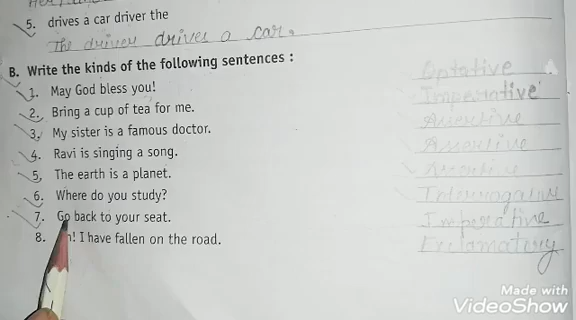 5. drives a car driver the
The driver drives a car.
B. Write the kinds of the following sentences :
1. May God bless you! Optative
2. Bring a cup of tea for me. Imperative
3. My sister is a famous doctor. Assertive
4. Ravi is singing a song. Assertive
5. The earth is a planet.
6. Where do you study?
7. Go back to your seat. Imperative
8. ! I have fallen on the road. Exclamatory
Made with
VideoShow